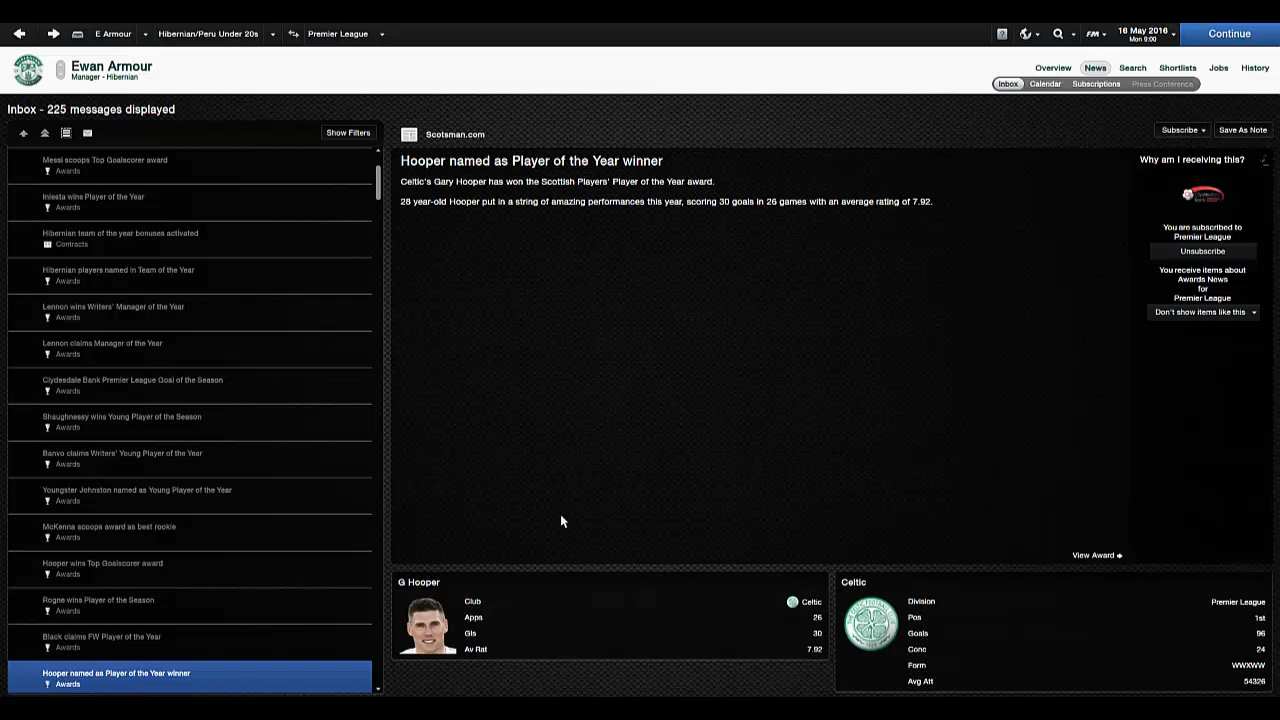 E Armour
Hibernian/Peru Under 20s
Premier League
FM
16 May 2016
Mon 9:00
Continue
Ewan Armour
Manager - Hibernian
Overview
News
Search
Shortlists
Jobs
History
Inbox
Calendar
Subscriptions
Press Conference
Inbox - 225 messages displayed
Show Filters
Messi scoops Top Goalscorer award
Awards
Iniesta wins Player of the Year
Awards
Hibernian team of the year bonuses activated
Contracts
Hibernian players named in Team of the Year
Awards
Lennon wins Writers' Manager of the Year
Awards
Lennon claims Manager of the Year
Awards
Clydesdale Bank Premier League Goal of the Season
Awards
Shaughnessy wins Young Player of the Season
Awards
Banvo claims Writers' Young Player of the Year
Awards
Youngster Johnston named as Young Player of the Year
Awards
McKenna scoops award as best rookie
Awards
Hooper wins Top Goalscorer award
Awards
Rogne wins Player of the Season
Awards
Black claims FW Player of the Year
Awards
Hooper named as Player of the Year winner
Awards
Scotsman.com
Subscribe
Save As Note
Hooper named as Player of the Year winner
Celtic's Gary Hooper has won the Scottish Players' Player of the Year award.
28 year-old Hooper put in a string of amazing performances this year, scoring 30 goals in 26 games with an average rating of 7.92.
Why am I receiving this?
You are subscribed to
Premier League
Unsubscribe
You receive items about
Awards News
for
Premier League
Don't show items like this
View Award
G Hooper
Club Celtic
Apps 26
Gls 30
Av Rat 7.92
Celtic
Division Premier League
Pos 1st
Goals 96
Conc 24
Form WWXWW
Avg Att 54326